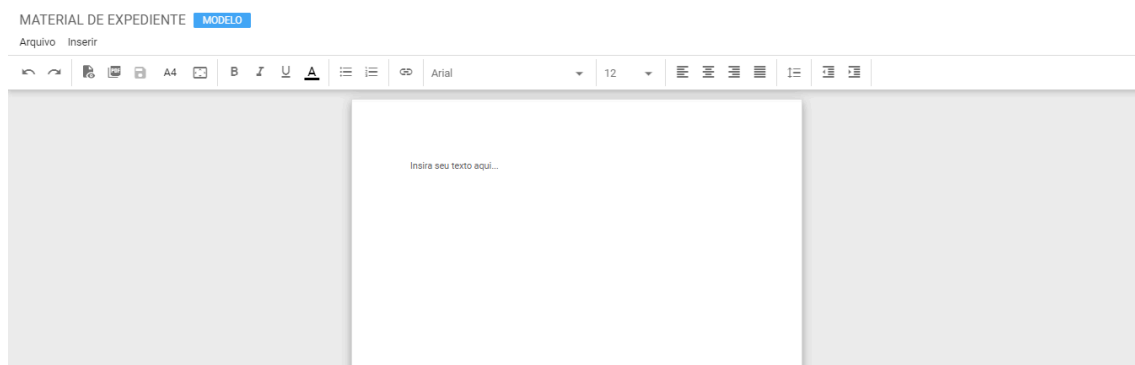 MATERIAL DE EXPEDIENTE MODELO
Arquivo Inserir
A4 B I U A Arial 12
Insira seu texto aqui...